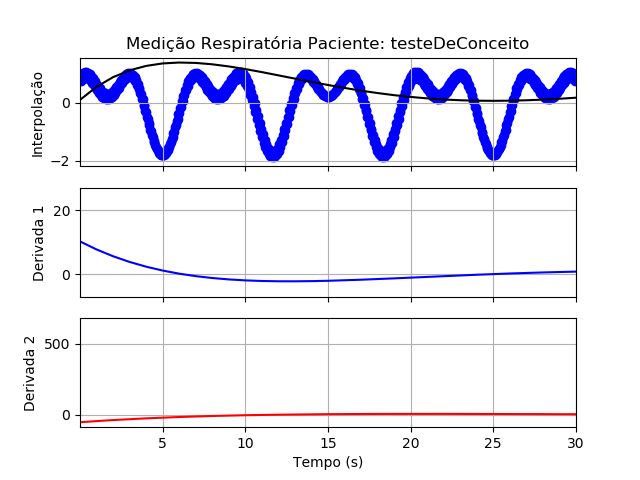 Medição Respiratória Paciente: testeDeConceito
Interpolação
0
−2
Derivada 1
20
0
Derivada 2
500
0
5
10
15
20
25
30
Tempo (s)